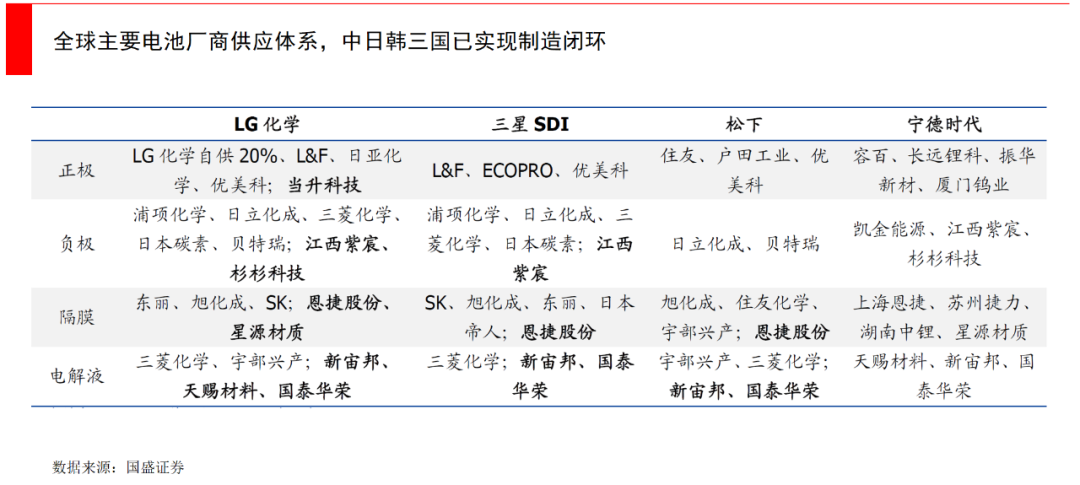 全球主要电池厂商供应体系，中日韩三国已实现制造闭环
LG 化学 三星 SDI 松下 宁德时代
正极
LG 化学自供 20%、L&F、日亚化
学、优美科；当升科技
L&F、ECOPRO、优美科
住友、户田工业、优
美科
容百、长远锂科、振华
新材、厦门钨业
负极
浦项化学、日立化成、三菱化学、
日本碳素、贝特瑞；江西紫宸、
杉杉科技
浦项化学、日立化成、三
菱化学、日本碳素；江西
紫宸
日立化成、贝特瑞
凯金能源、江西紫宸、
杉杉科技
隔膜
东丽、旭化成、SK；恩捷股份、
星源材质
SK、旭化成、东丽、日本
帝人；恩捷股份
旭化成、住友化学、
宇部兴产；恩捷股份
上海恩捷、苏州捷力、
湖南中锂、星源材质
电解液
三菱化学、宇部兴产；新宙邦、
天赐材料、国泰华荣
三菱化学；新宙邦、国泰
华荣
宇部兴产、三菱化学；
新宙邦、国泰华荣
天赐材料、新宙邦、国
泰华荣
数据来源：国盛证券